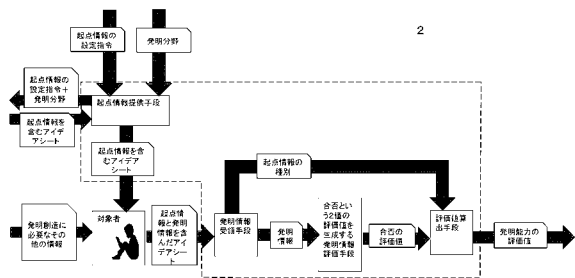 2
起点情報の
設定指令
発明分野
起点情報の
設定指令+
発明分野
起点情報を
含むアイデア
シート
起点情報提供手段
起点情報を含
むアイデア
シート
起点情報の
種別
発明創造に
必要なその
他の情報
対象者
起点情
報と発明
情報を含
んだアイ
デアシー
ト
発明情報
受領手段
発明
情報
合否とい
う2値の
評価値を
生成する
発明情報
評価手段
合否の
評価値
評価値算
出手段
発明能力の
評価値